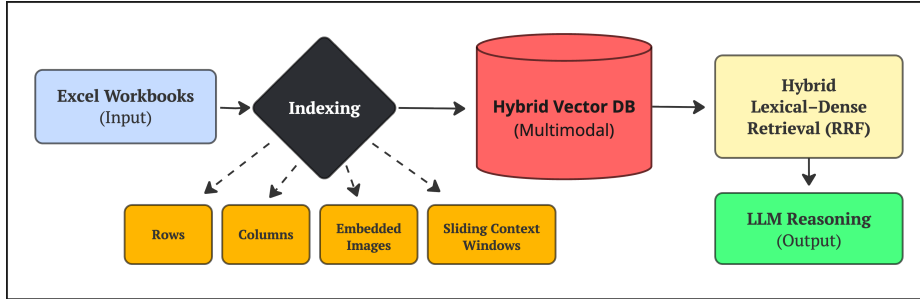 Excel Workbooks
(Input)
Indexing
Hybrid Vector DB
(Multimodal)
Hybrid
Lexical–Dense
Retrieval (RRF)
LLM Reasoning
(Output)
Rows
Columns
Embedded
Images
Sliding Context
Windows